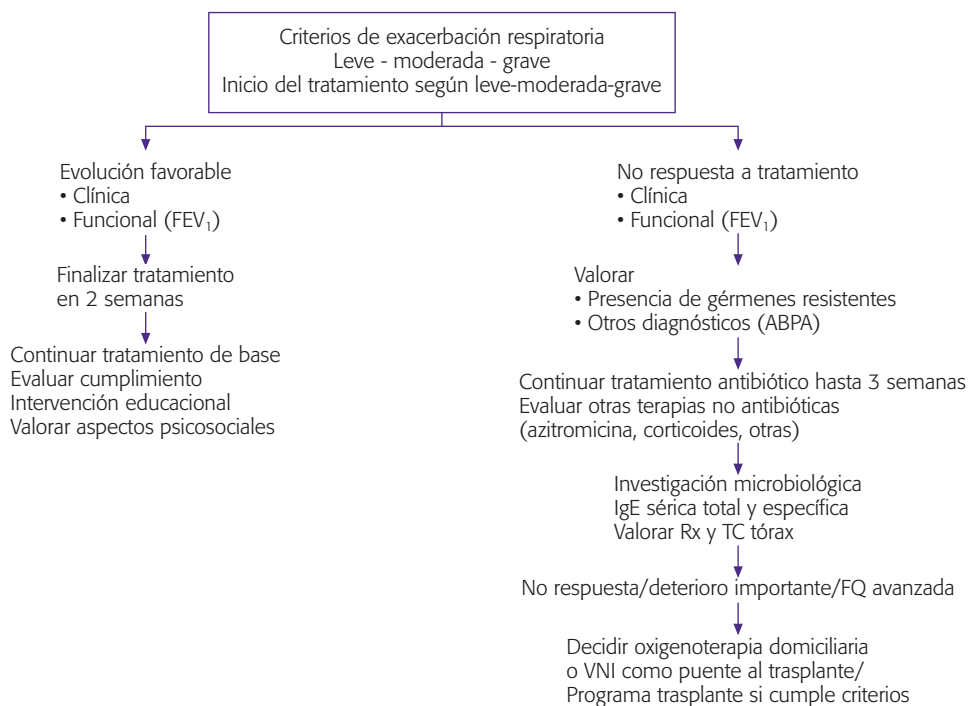 Criterios de exacerbación respiratoria
Leve - moderada - grave
Inicio del tratamiento según leve-moderada-grave
Evolución favorable
• Clínica
• Funcional (FEV₁)
Finalizar tratamiento
en 2 semanas
Continuar tratamiento de base
Evaluar cumplimiento
Intervención educacional
Valorar aspectos psicosociales
No respuesta a tratamiento
• Clínica
• Funcional (FEV₁)
Valorar
• Presencia de gérmenes resistentes
• Otros diagnósticos (ABPA)
Continuar tratamiento antibiótico hasta 3 semanas
Evaluar otras terapias no antibióticas
(azitromicina, corticoides, otras)
Investigación microbiológica
IgE sérica total y específica
Valorar Rx y TC tórax
No respuesta/deterioro importante/FQ avanzada
Decidir oxigenoterapia domiciliaria
o VNI como puente al trasplante/
Programa trasplante si cumple criterios